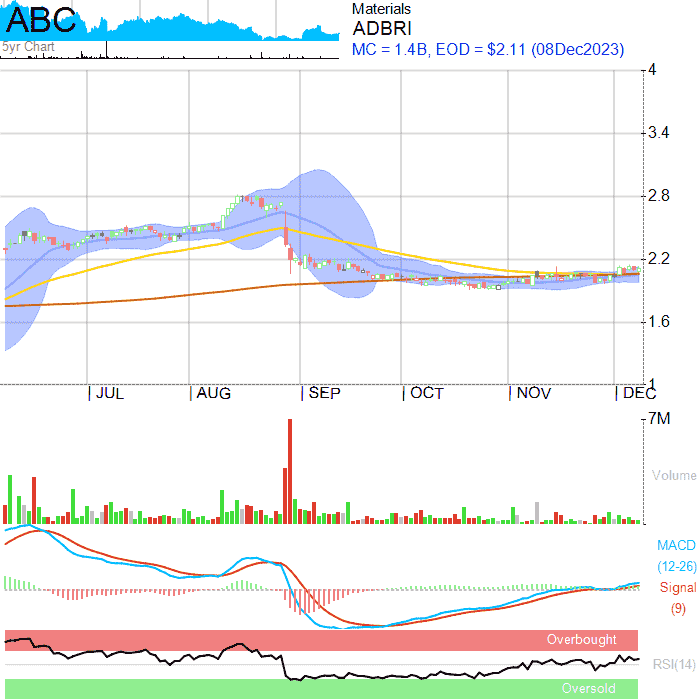 ABC
5yr Chart
Materials
ADBRI
MC = 1.4B, EOD = $2.11 (08Dec2023)
4
3.4
2.8
2.2
1.6
1
JUL AUG SEP OCT NOV DEC
7M
Volume
MACD
(12-26)
Signal
(9)
Overbought
RSI(14)
Oversold